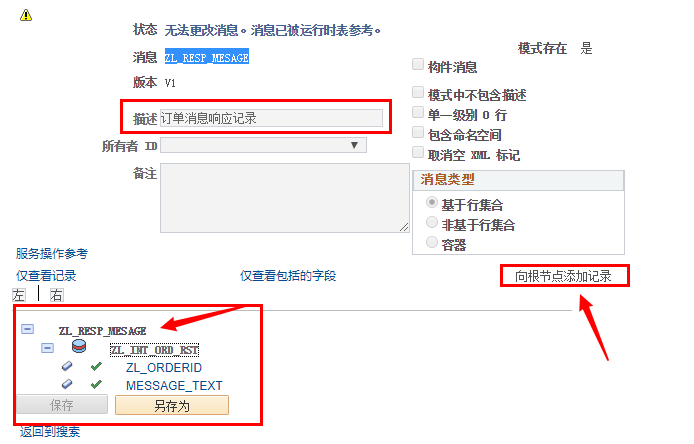 状态 无法更改消息。消息已被运行时表参考。
模式存在 是
消息 ZL_RESP_MESAGE
构件消息
版本 V1
模式中不包含描述
描述 订单消息响应记录
单一级别 0 行
包含命名空间
所有者 ID
取消空 XML 标记
备注
消息类型
基于行集合
非基于行集合
容器
服务操作参考
仅查看记录 仅查看包括的字段 向根节点添加记录
左 右
ZL_RESP_MESAGE
ZL_INT_ORD_RST
ZL_ORDERID
MESSAGE_TEXT
保存 另存为
返回到搜索